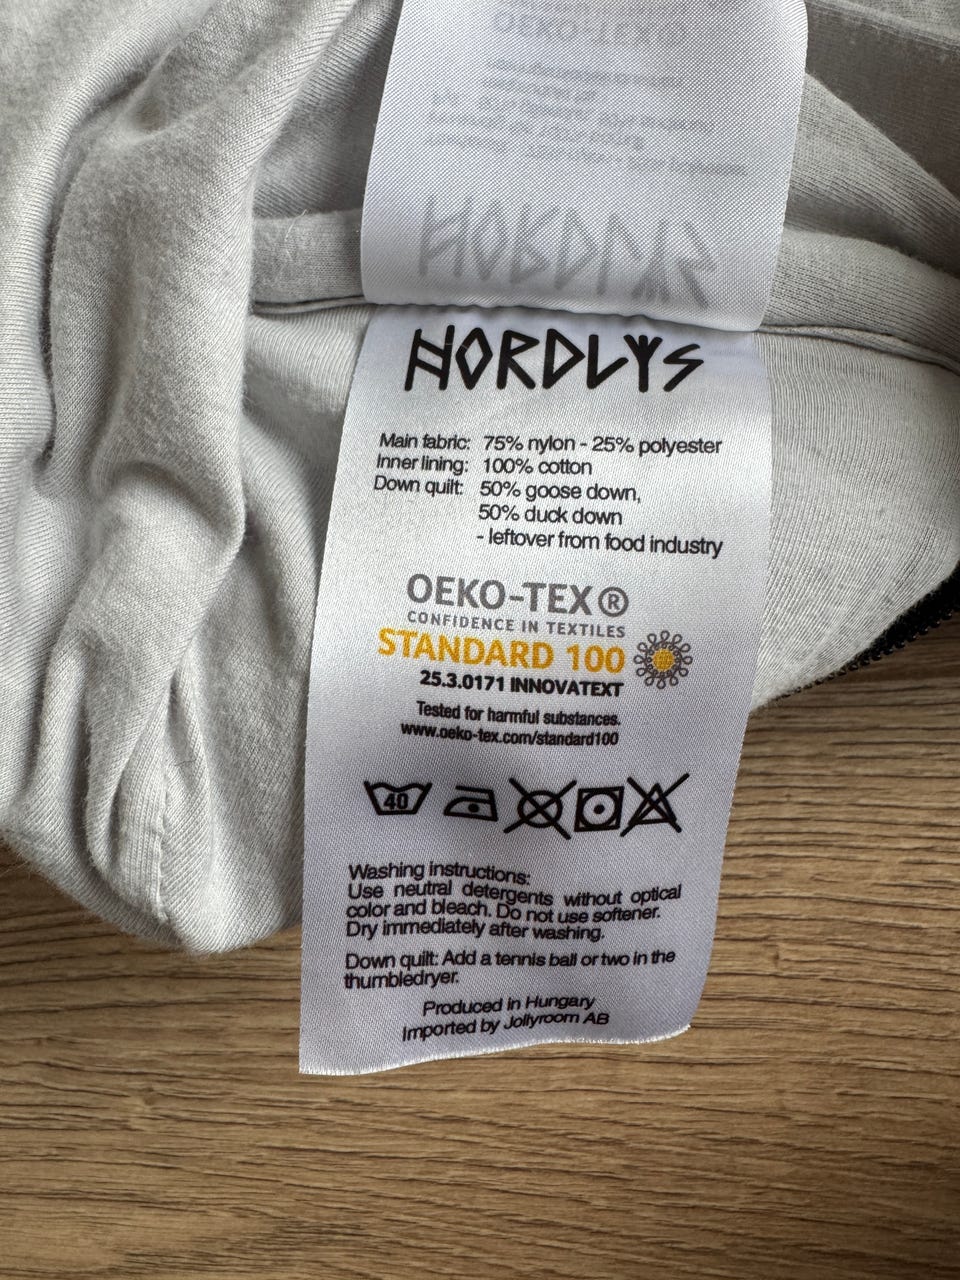 OEKO-TEX®
NORDLYS
NORDLYS
Main fabric: 75% nylon - 25% polyester
Inner lining: 100% cotton
Down quilt: 50% goose down,
50% duck down
- leftover from food industry
OEKO-TEX®
CONFIDENCE IN TEXTILES
STANDARD 100
25.3.0171 INNOVATEXT
Tested for harmful substances.
www.oeko-tex.com/standard100
40
Washing instructions:
Use neutral detergents without optical
color and bleach. Do not use softener.
Dry immediately after washing.
Down quilt: Add a tennis ball or two in the
thumbledryer.
Produced in Hungary
Imported by Jollyroom AB